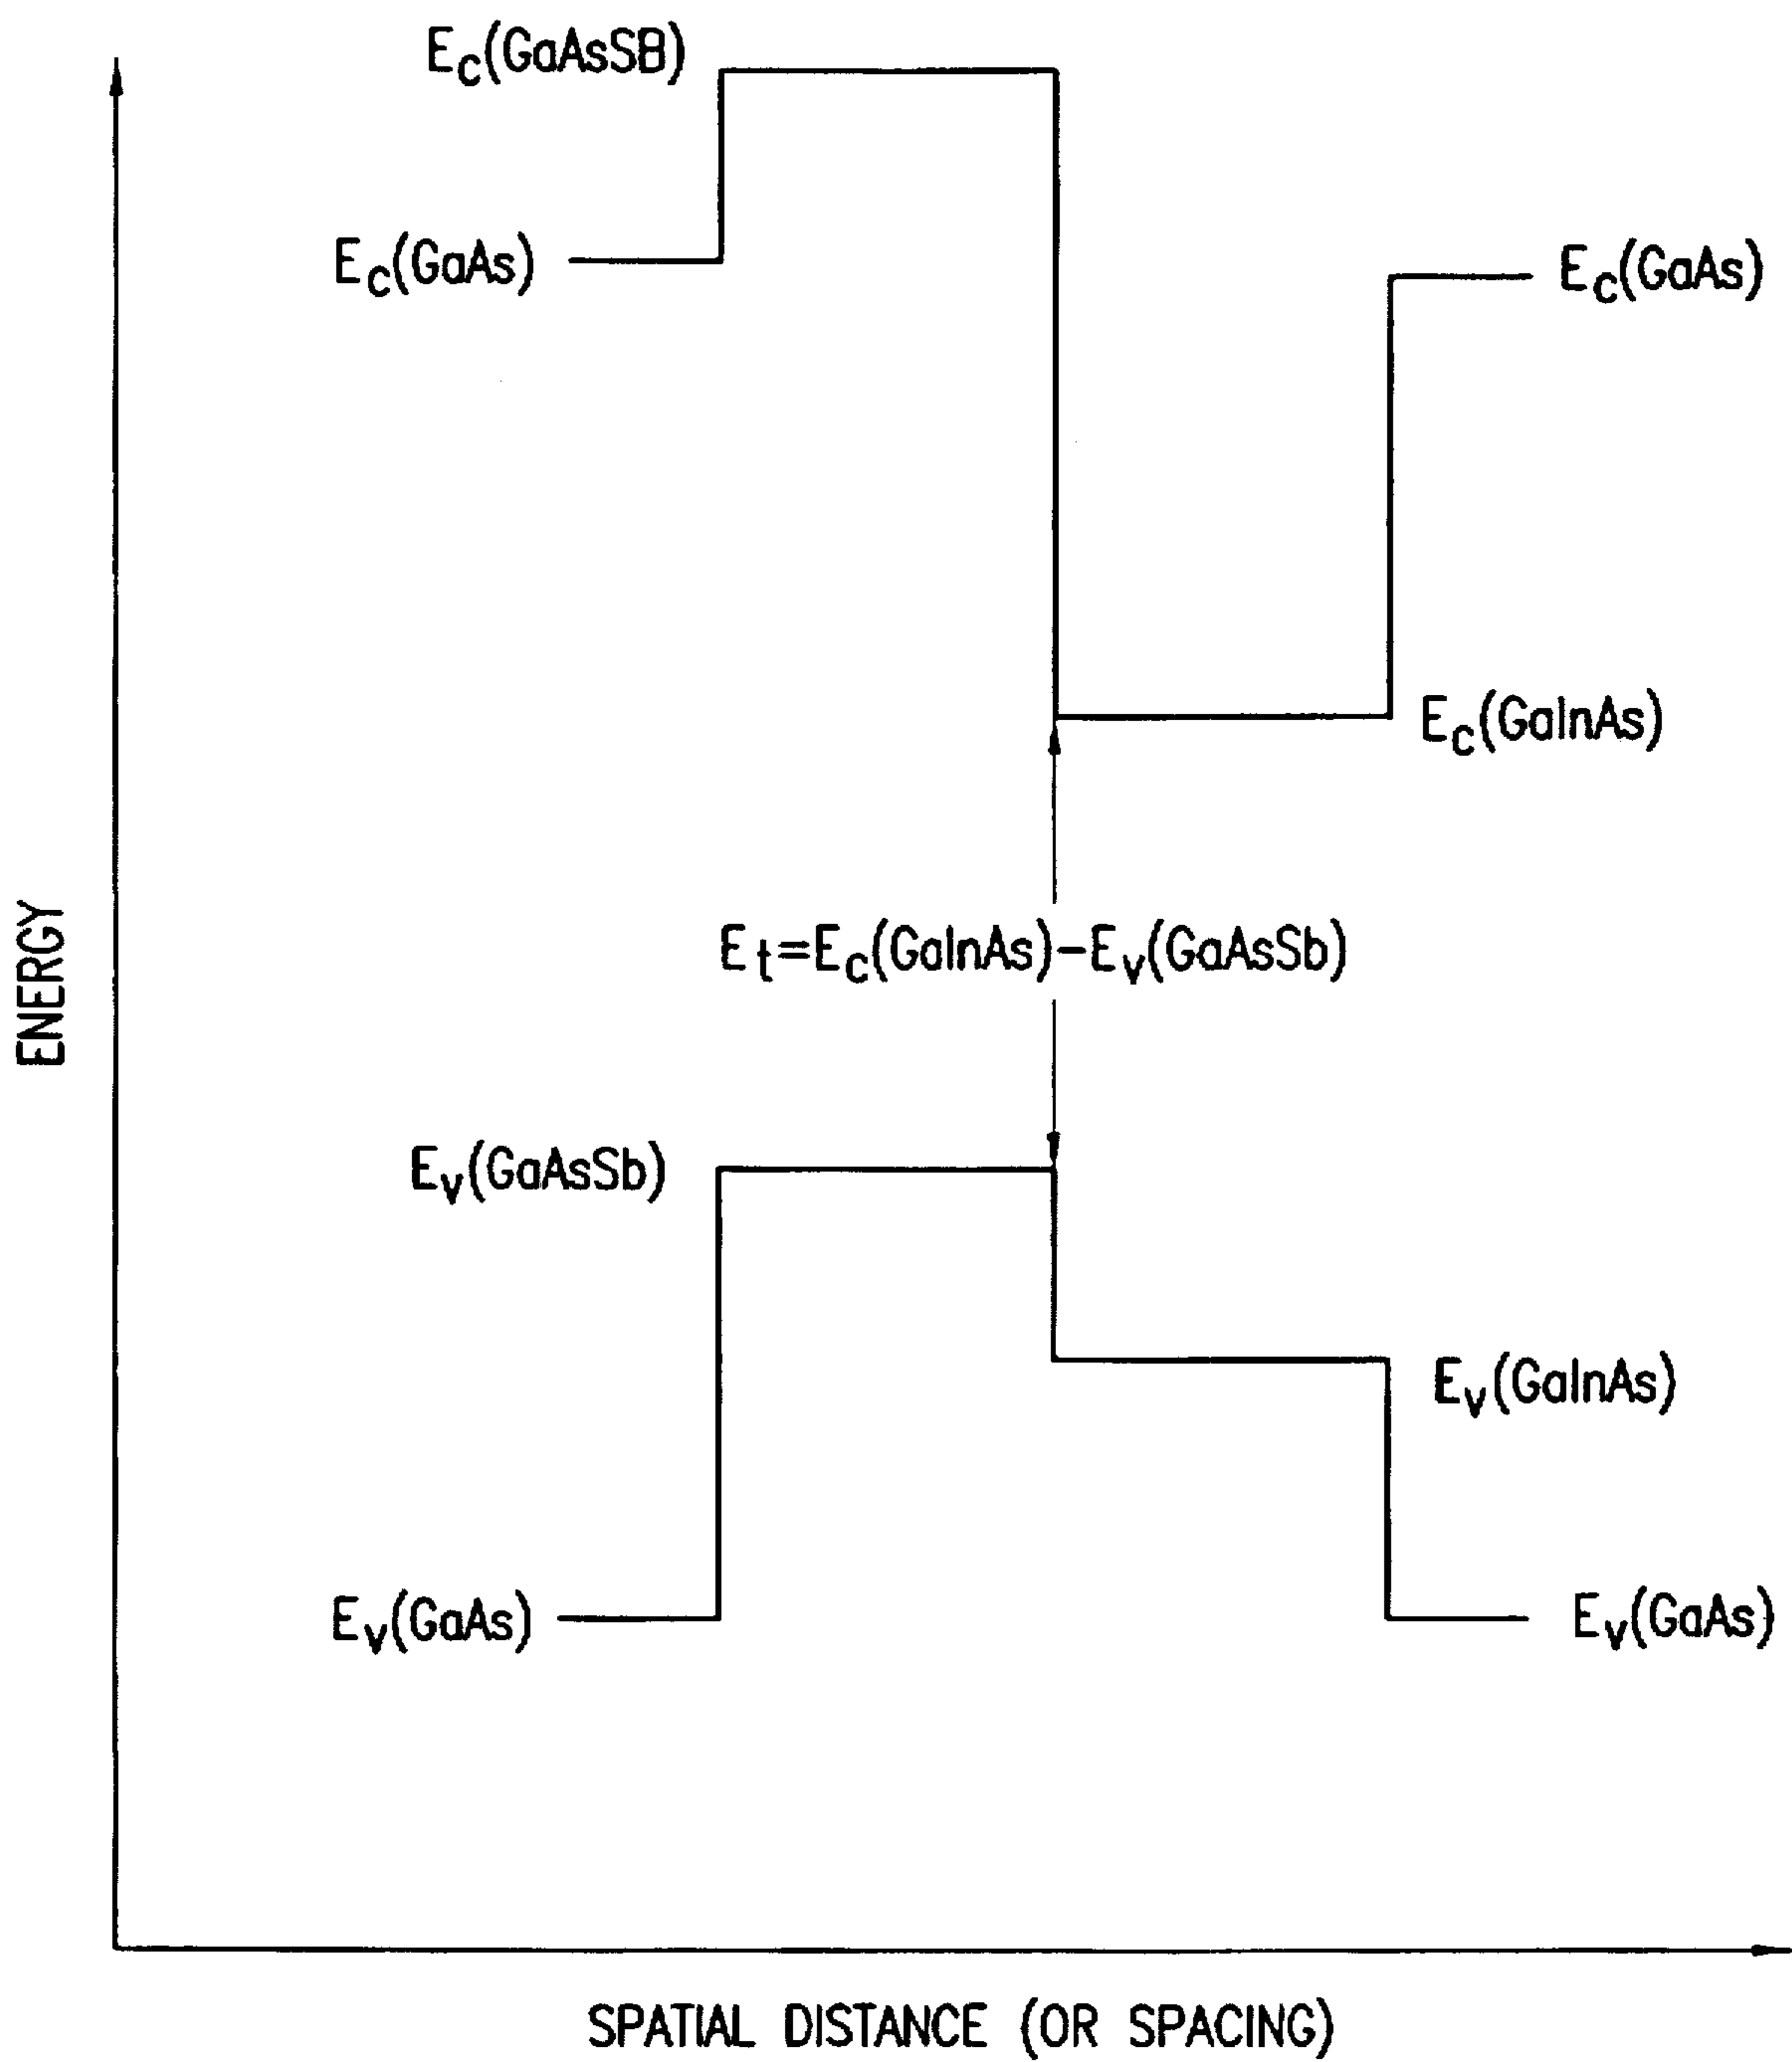 Ec(GaAsSB)
Ec(GaAs)
Ec(GaAs)
Ec(GaInAs)
Et=Ec(GaInAs)-Ev(GaAsSb)
ENERGY
Ev(GaAsSb)
Ev(GaInAs)
Ev(GaAs)
Ev(GaAs)
SPATIAL DISTANCE (OR SPACING)